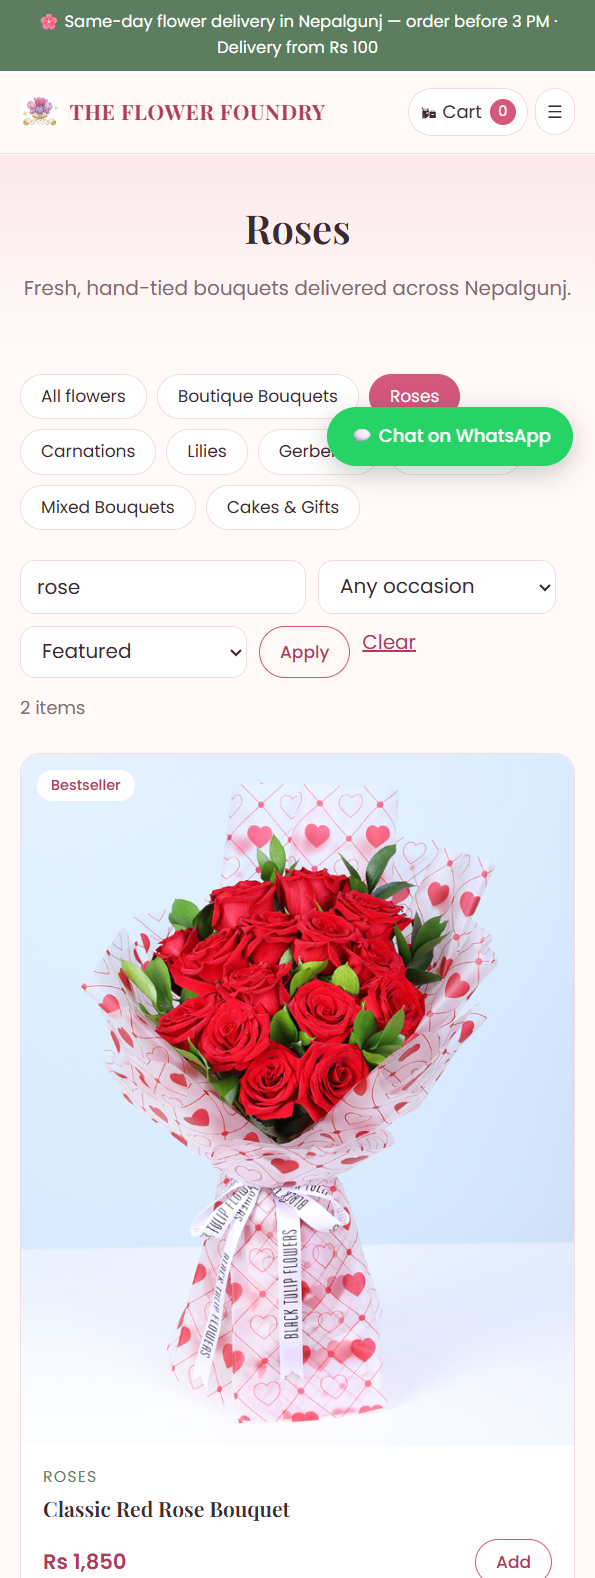 🌸 Same-day flower delivery in Nepalgunj — order before 3 PM ·
Delivery from Rs 100
THE FLOWER FOUNDRY
Cart 0
Roses
Fresh, hand-tied bouquets delivered across Nepalgunj.
All flowers
Boutique Bouquets
Roses
Carnations
Lilies
Chat on WhatsApp
Mixed Bouquets
Cakes & Gifts
rose
Any occasion
Featured
Apply
Clear
2 items
Bestseller
BLACK TULIP FLOWERS
ROSES
Classic Red Rose Bouquet
Rs 1,850
Add